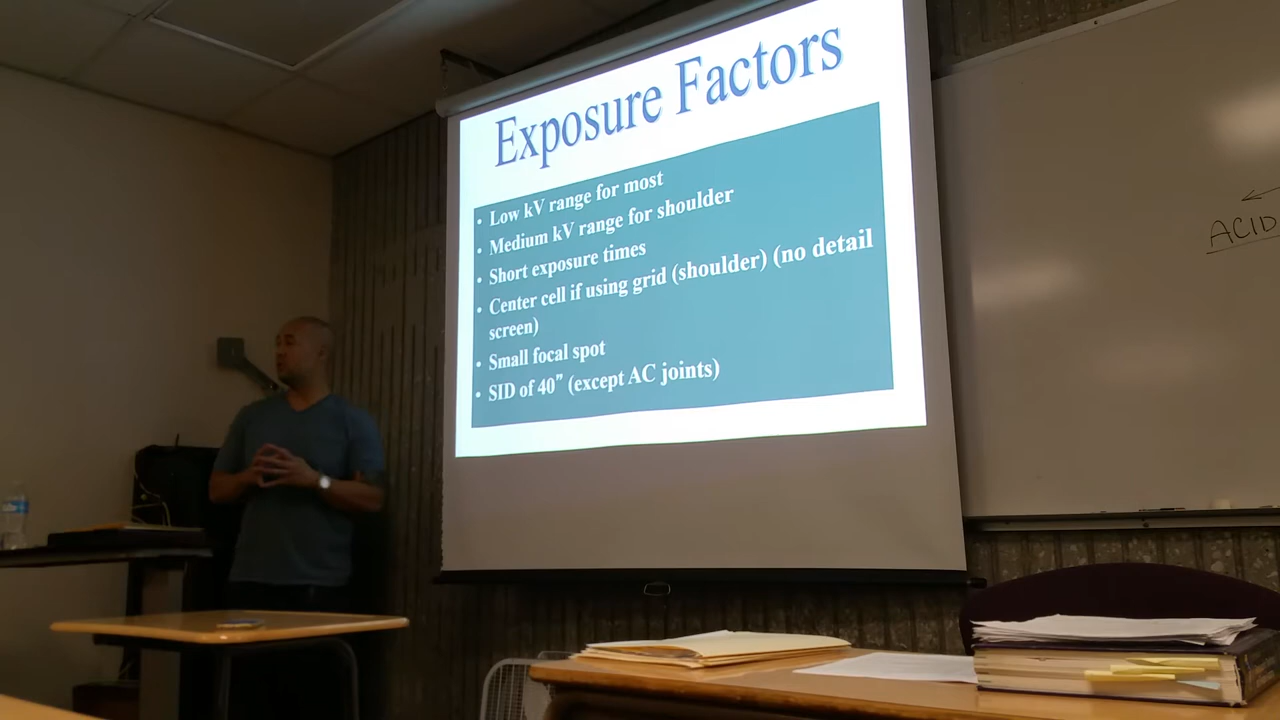 Exposure Factors
• Low kV range for most
• Medium kV range for shoulder
• Short exposure times
• Center cell if using grid (shoulder) (no detail
screen)
• Small focal spot
• SID of 40” (except AC joints)
ACID